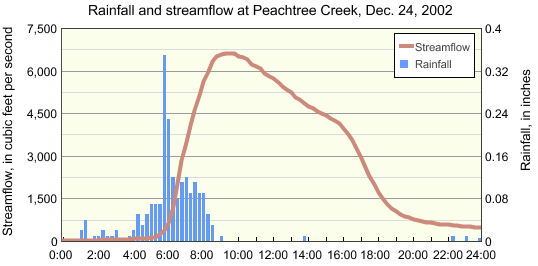 Rainfall and streamflow at Peachtree Creek, Dec. 24, 2002
Streamflow, in cubic feet per second
7,500
6,000
4,500
3,000
1,500
0
Streamflow
Rainfall
0.4
0.32
0.24
0.16
0.08
0
Rainfall, in inches
0:00 2:00 4:00 6:00 8:00 10:00 12:00 14:00 16:00 18:00 20:00 22:00 24:00